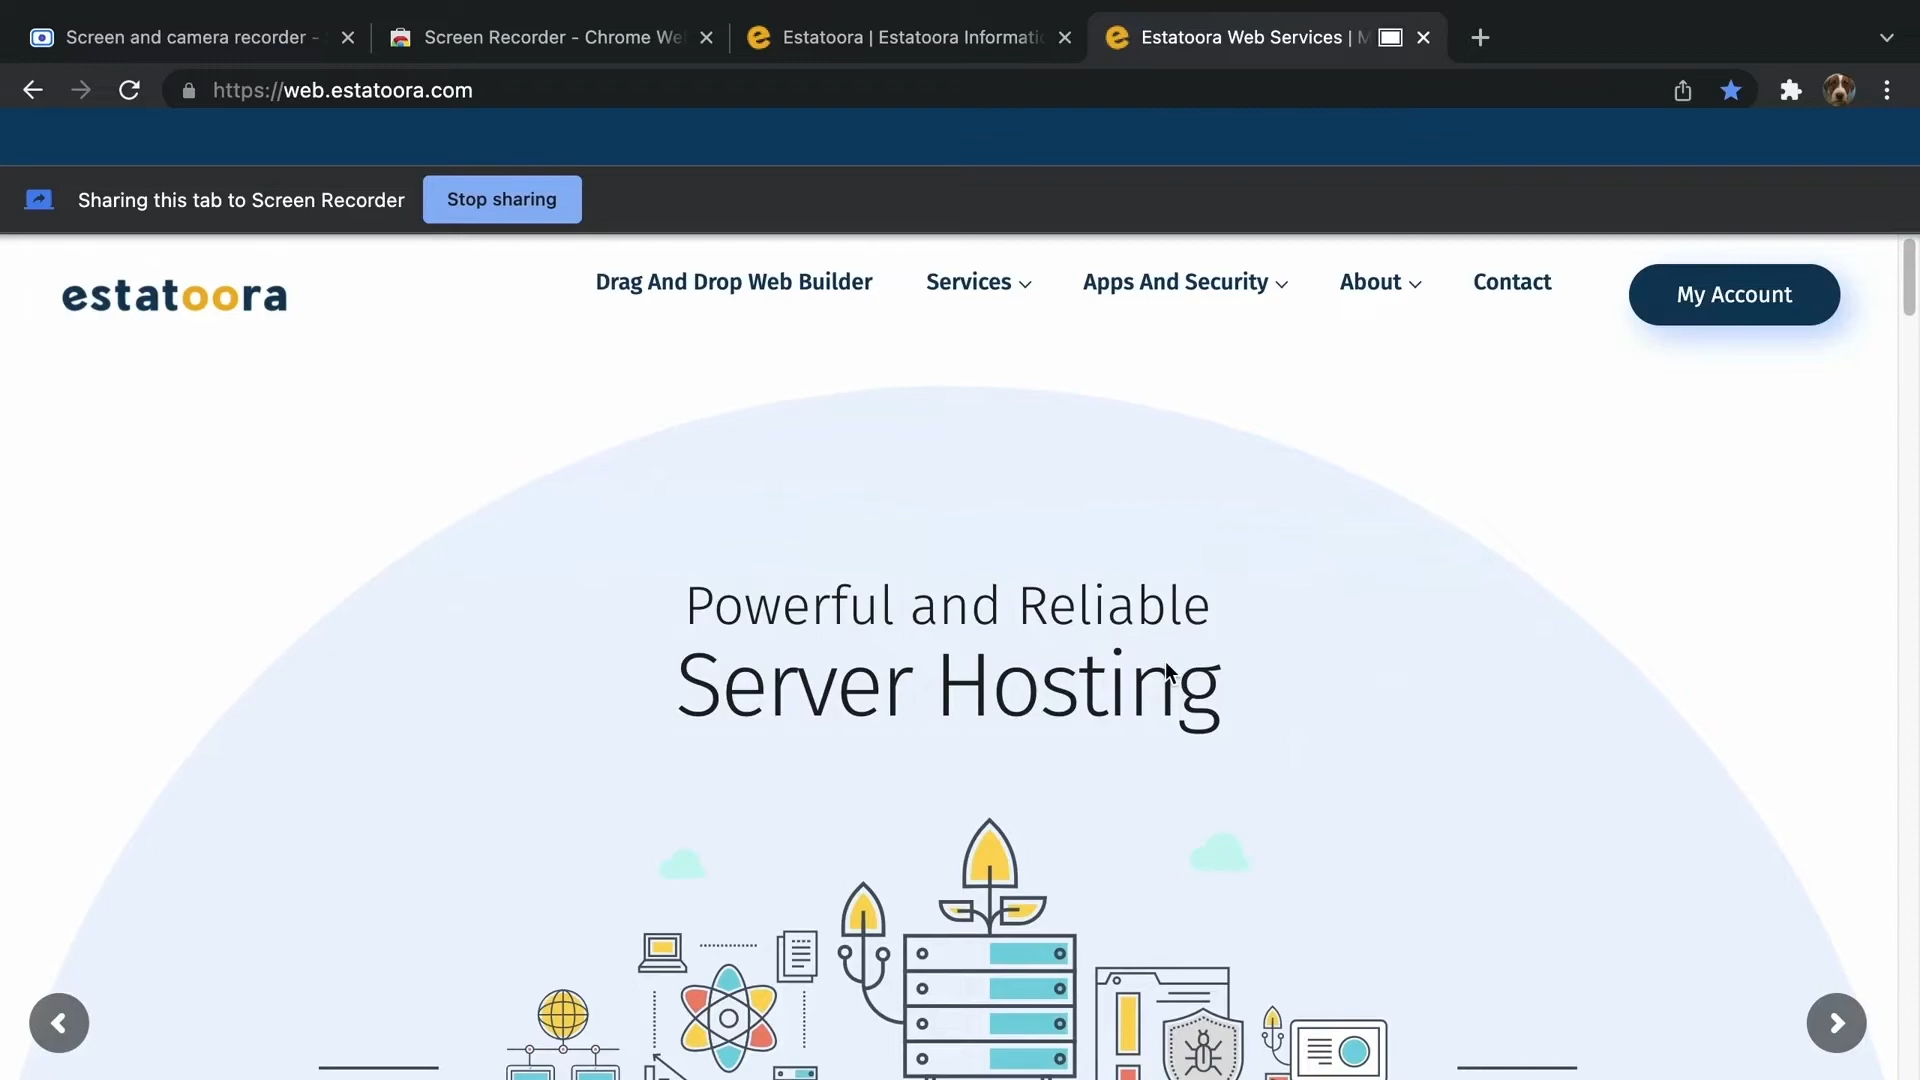 Screen and camera recorder -
Screen Recorder - Chrome We
Estatoora | Estatoora Informati
Estatoora Web Services | M
https://web.estatoora.com
Sharing this tab to Screen Recorder
Stop sharing
estatoora
Drag And Drop Web Builder
Services
Apps And Security
About
Contact
My Account
Powerful and Reliable
Server Hosting